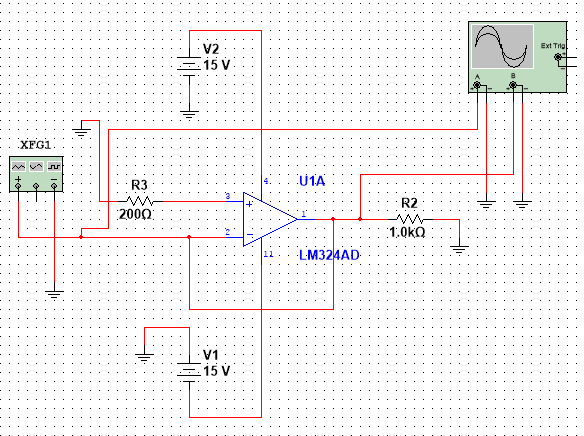 V2
15 V
Ext Trig
+
A
B
+ - + -
XFG1
+ -
R3
200Ω
3
4
U1A
+
1
R2
1.0kΩ
2
-
11
LM324AD
V1
15 V